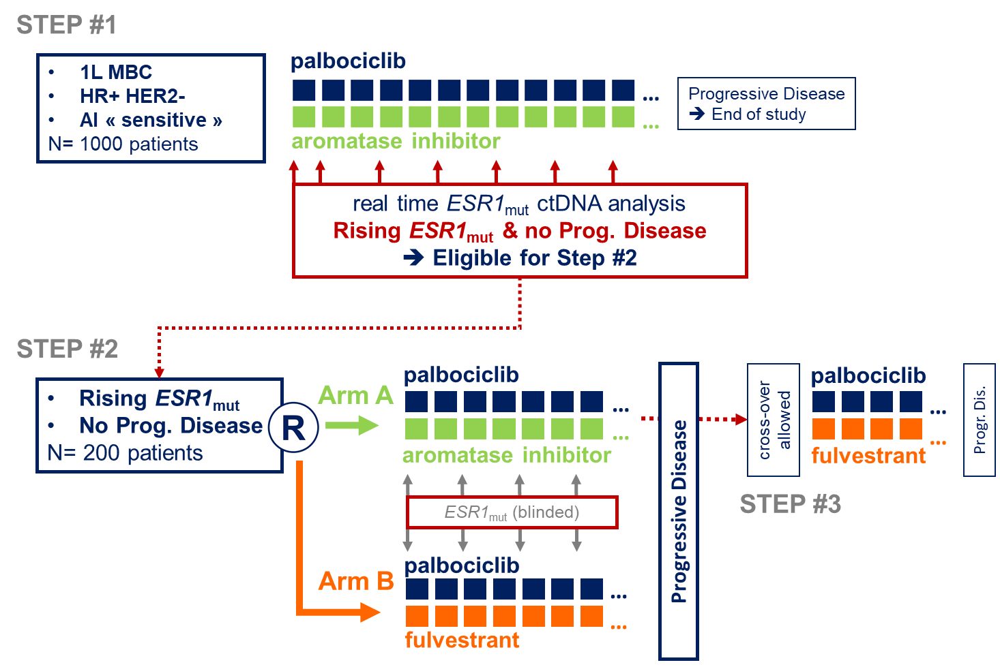 STEP #1
• 1L MBC
• HR+ HER2-
• AI « sensitive »
N= 1000 patients
palbociclib
...
...
aromatase inhibitor
Progressive Disease
➔ End of study
real time ESR1mut ctDNA analysis
Rising ESR1mut & no Prog. Disease
➔ Eligible for Step #2
STEP #2
• Rising ESR1mut
• No Prog. Disease
N= 200 patients
R
Arm A
palbociclib
...
...
aromatase inhibitor
ESR1mut (blinded)
Arm B
palbociclib
...
...
fulvestrant
Progressive Disease
cross-over
allowed
palbociclib
...
...
fulvestrant
Progr. Dis.
STEP #3